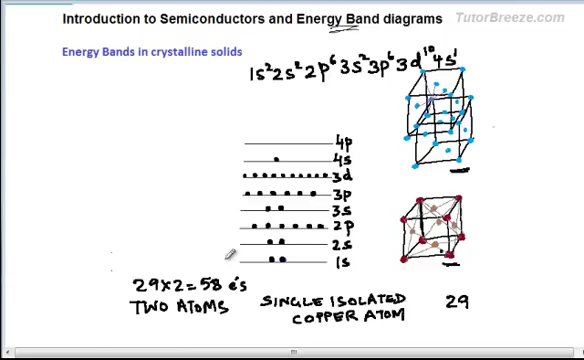 Introduction to Semiconductors and Energy Band diagrams
TutorBreeze.com
Energy Bands in crystalline solids
1s²2s²2p⁶3s²3p⁶3d¹⁰4s¹
4p
4s
3d
3p
3s
2p
2s
1s
29×2=58 e's
TWO ATOMS
SINGLE ISOLATED
COPPER ATOM
29